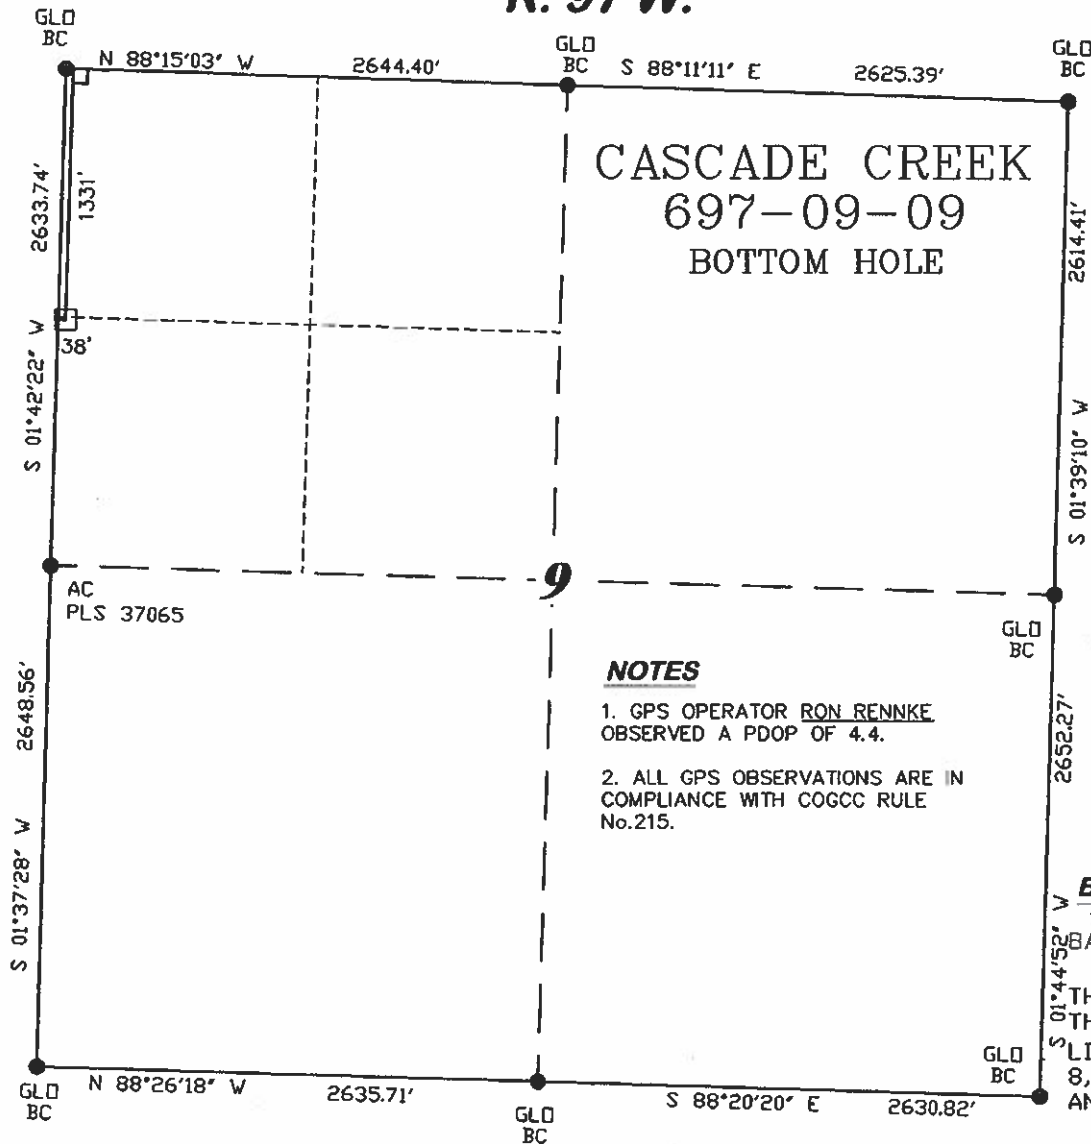 R. 97 W.
GLO
BC
N 88°15'03" W
2644.40'
GLO
BC
S 88°11'11" E
2625.39'
GLO
BC
CASCADE CREEK
697-09-09
BOTTOM HOLE
2633.74'
1331'
38'
S 01°42'22" W
2614.41'
S 01°39'10" W
9
AC
PLS 37065
GLO
BC
NOTES
1. GPS OPERATOR RON RENNKE
OBSERVED A PDOP OF 4.4.
2. ALL GPS OBSERVATIONS ARE IN
COMPLIANCE WITH COGCC RULE
No.215.
2648.56'
S 01°37'28" W
2652.27'
S 01°44'52" W
GLO
BC
N 88°26'18" W
2635.71'
GLO
BC
S 88°20'20" E
2630.82'
GLO
BC
8,